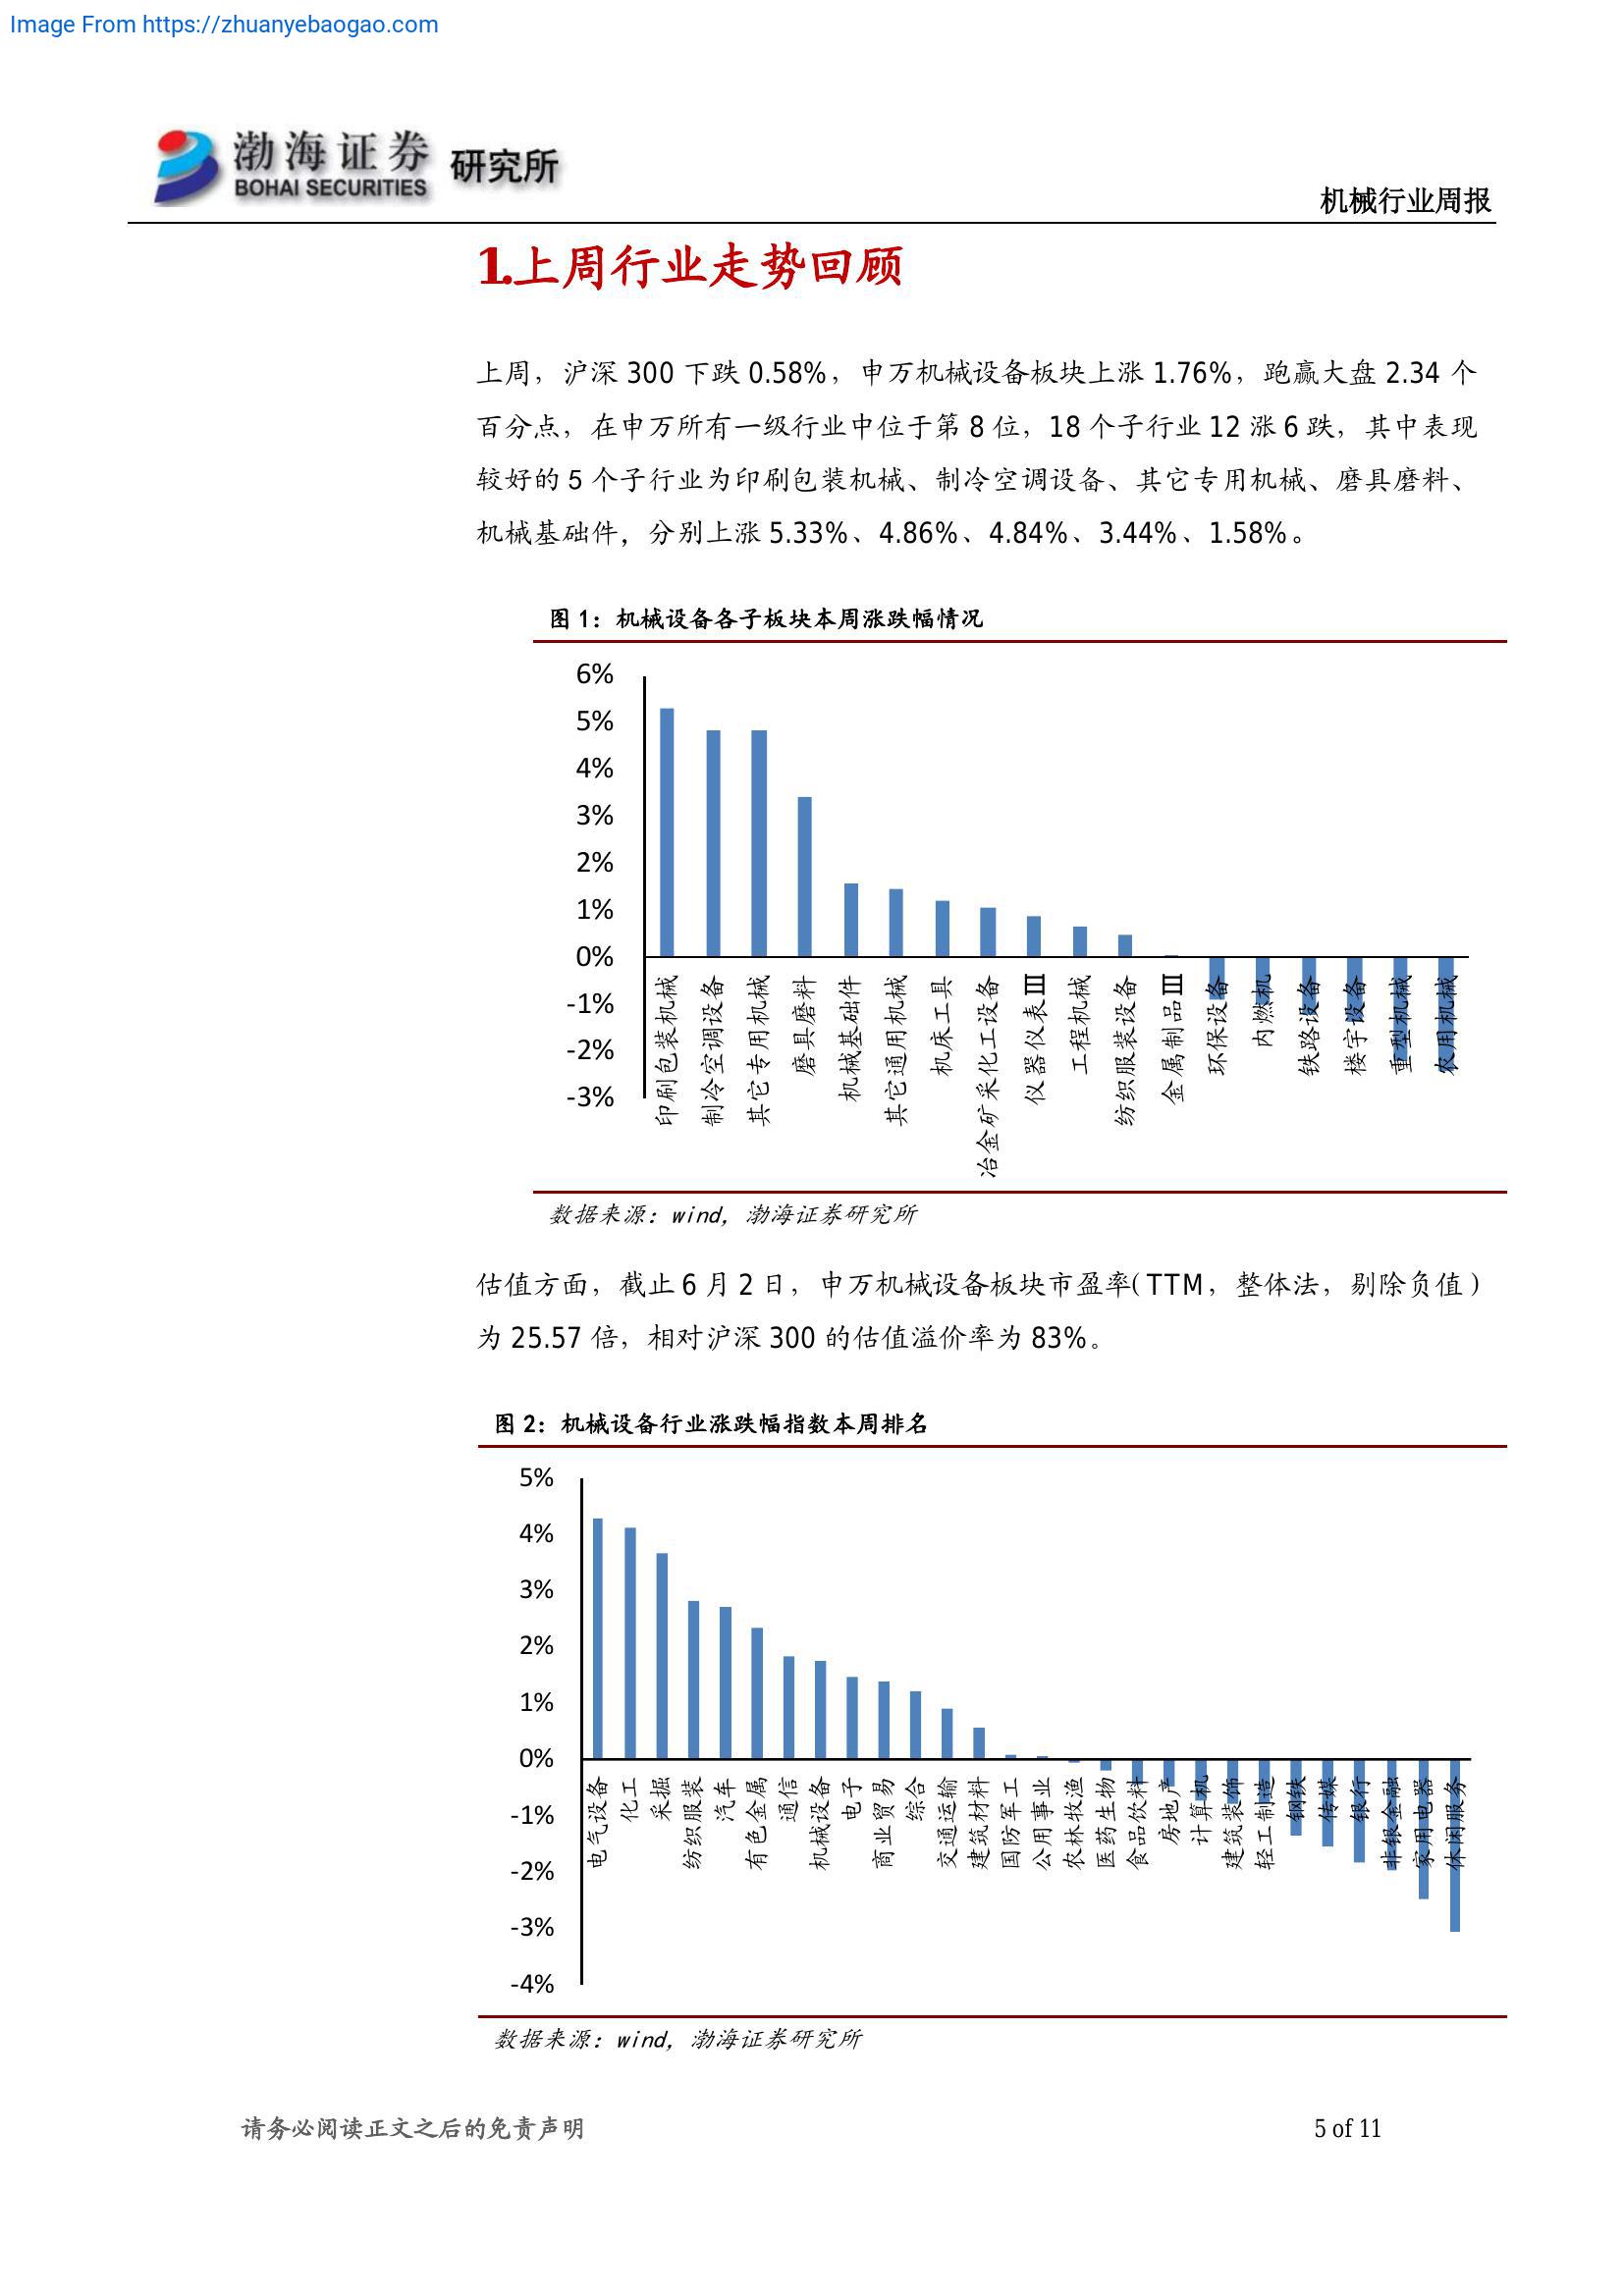 Image From https://zhuanyebaogao.com
渤海证券 研究所
BOHAI SECURITIES
机械行业周报
1.上周行业走势回顾
上周，沪深 300 下跌 0.58%，申万机械设备板块上涨 1.76%，跑赢大盘 2.34 个
百分点，在申万所有一级行业中位于第 8 位，18 个子行业 12 涨 6 跌，其中表现
较好的 5 个子行业为印刷包装机械、制冷空调设备、其它专用机械、磨具磨料、
机械基础件，分别上涨 5.33%、4.86%、4.84%、3.44%、1.58%。
图 1：机械设备各子板块本周涨跌幅情况
6%
5%
4%
3%
2%
1%
0%
-1%
-2%
-3%
印刷包装机械
制冷空调设备
其它专用机械
磨具磨料
机械基础件
其它通用机械
机床工具
冶金矿采化工设备
仪器仪表Ⅲ
工程机械
纺织服装设备
金属制品Ⅲ
环保设备
内燃机
铁路设备
楼宇设备
重型机械
农用机械
数据来源：wind，渤海证券研究所
估值方面，截止 6 月 2 日，申万机械设备板块市盈率(TTM，整体法，剔除负值)
为 25.57 倍，相对沪深 300 的估值溢价率为 83%。
图 2：机械设备行业涨跌幅指数本周排名
5%
4%
3%
2%
1%
0%
-1%
-2%
-3%
-4%
电气设备
化工
采掘
纺织服装
汽车
有色金属
通信
机械设备
电子
商业贸易
综合
交通运输
建筑材料
国防军工
公用事业
农林牧渔
医药生物
食品饮料
房地产
计算机
建筑装饰
轻工制造
钢铁
传媒
银行
非银金融
家用电器
休闲服务
数据来源：wind，渤海证券研究所
请务必阅读正文之后的免责声明
5 of 11